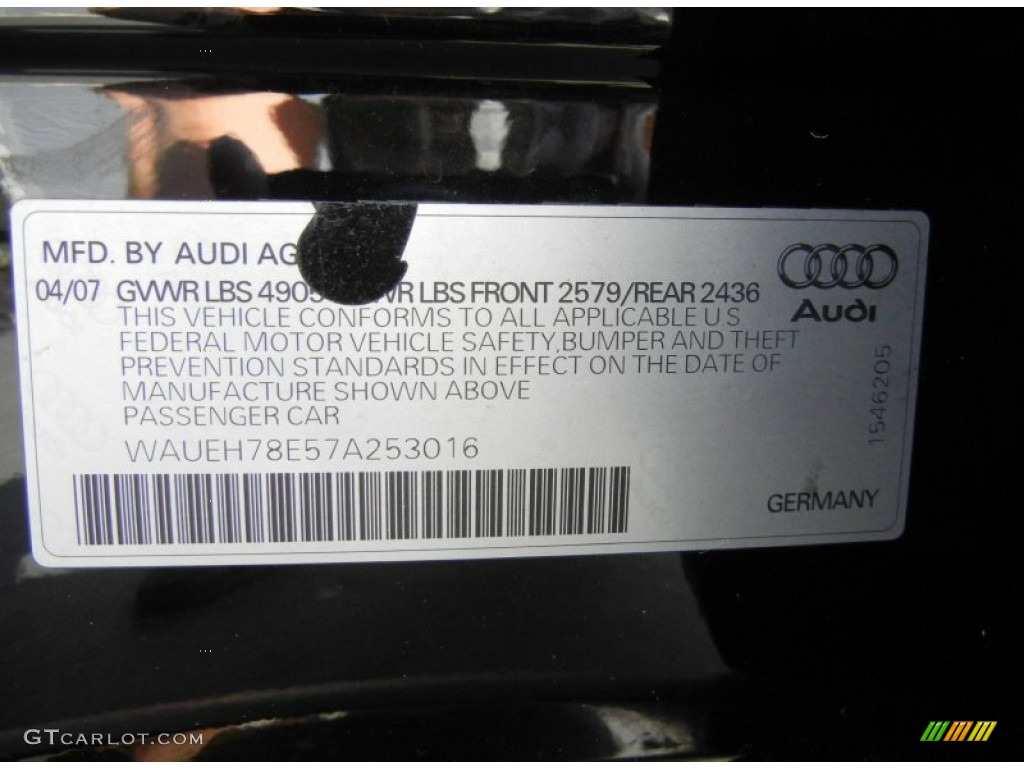 MFD. BY AUDI AG
04/07 GVWR LBS LBS FRONT 2579/REAR 2436
THIS VEHICLE CONFORMS TO ALL APPLICABLE U.S
FEDERAL MOTOR VEHICLE SAFETY,BUMPER AND THEFT
PREVENTION STANDARDS IN EFFECT ON THE DATE OF
MANUFACTURE SHOWN ABOVE
PASSENGER CAR
WAUEH78E57A253016
Audi
1546205
GERMANY
GTCARLOT.COM